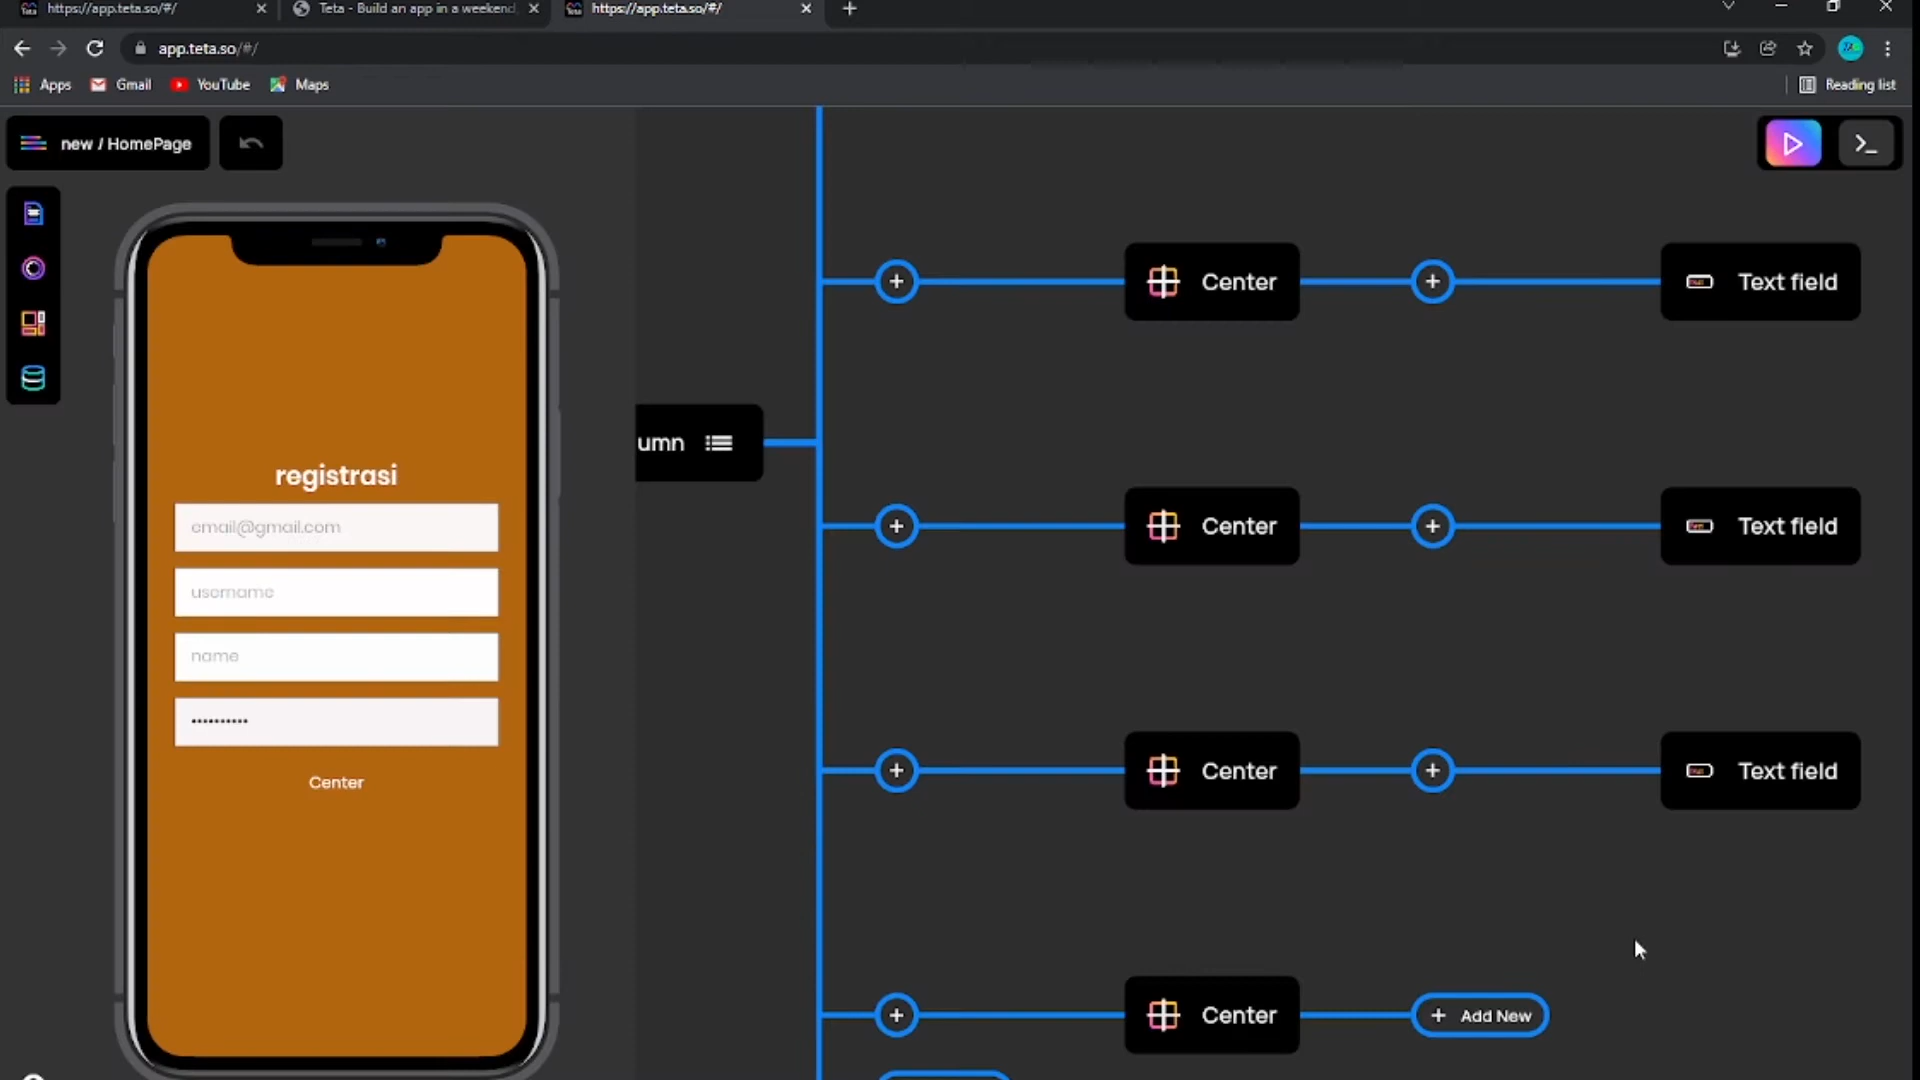 https://app.teta.so/#/
Teta - Build an app in a weekend
https://app.teta.so/#/
app.teta.so/#/
Apps
Gmail
YouTube
Maps
Reading list
new / HomePage
registrasi
email@gmail.com
username
name
••••••••••
Center
umn
Center
Text field
Center
Text field
Center
Text field
Center
+ Add New